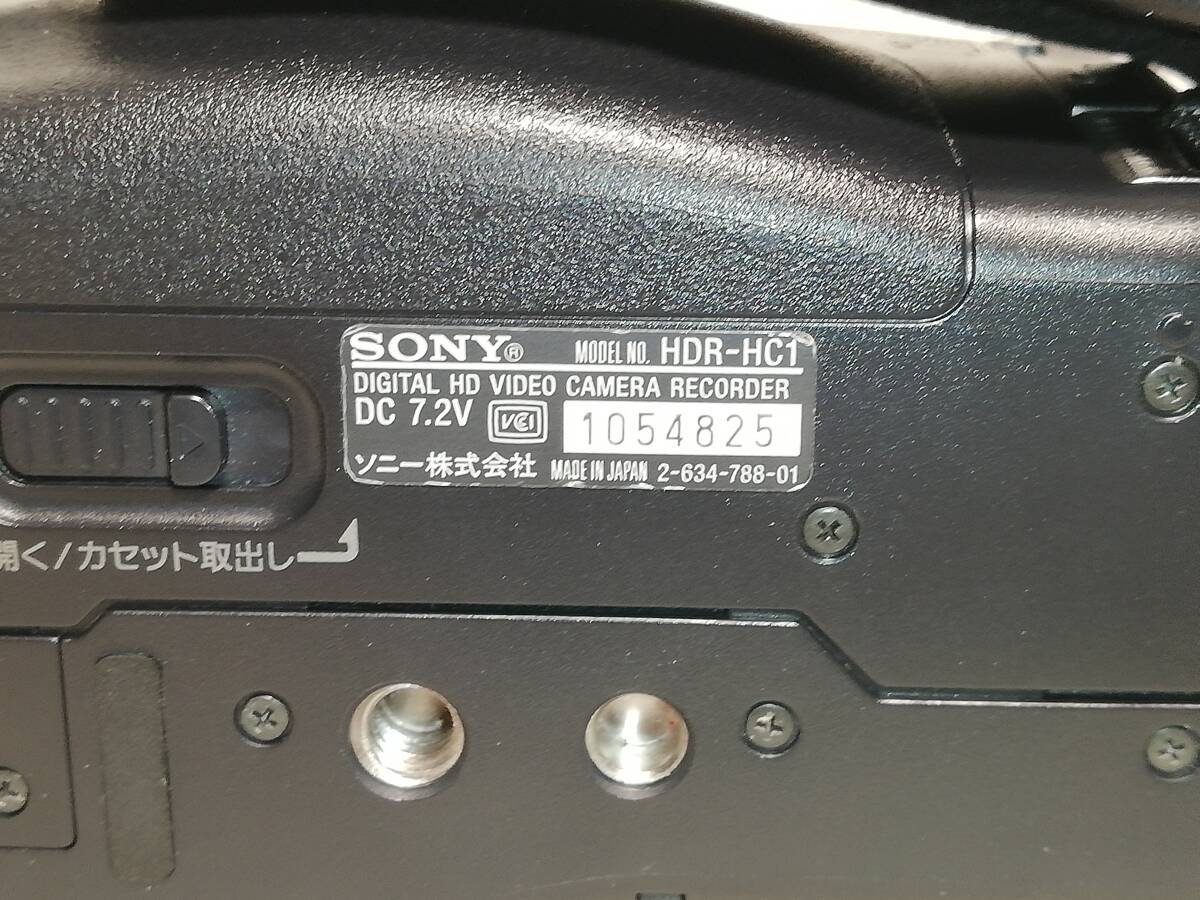 SONY® MODEL NO. HDR-HC1
DIGITAL HD VIDEO CAMERA RECORDER
DC 7.2V VCI 1054825
ソニー株式会社 MADE IN JAPAN 2-634-788-01
開く/カセット取出し